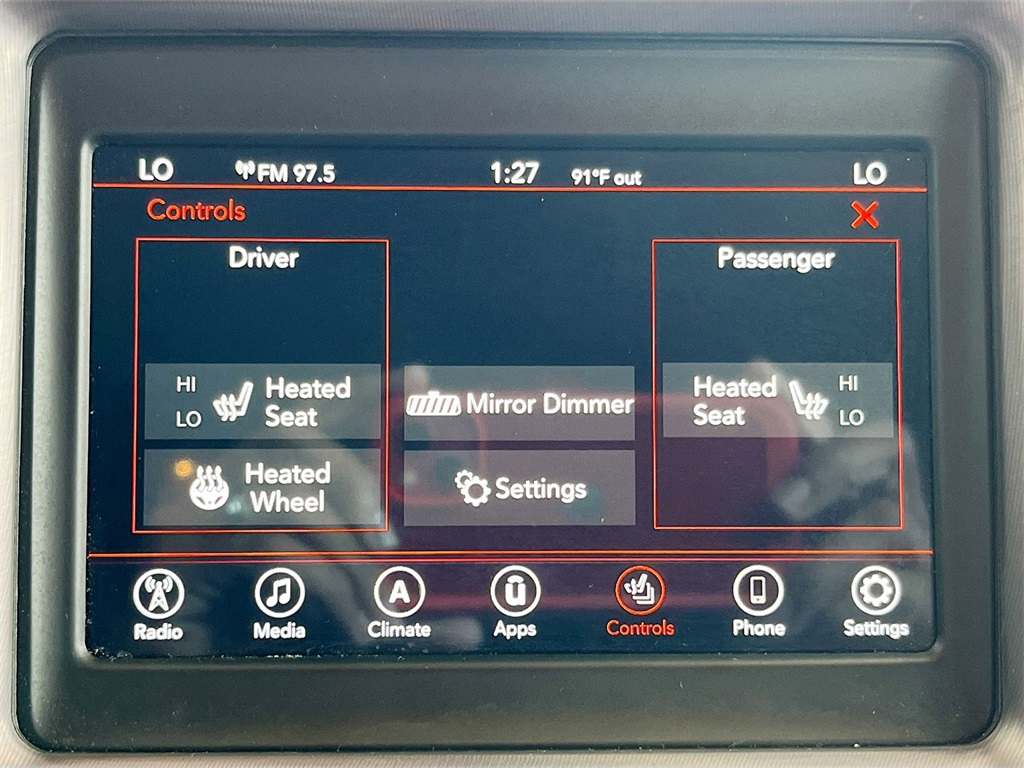 LO FM 97.5 1:27 91°F out LO
Controls
Driver Passenger
HI
LO
Heated
Seat
Mirror Dimmer
Heated
Seat
HI
LO
Heated
Wheel
Settings
A
Radio Media Climate Apps Controls Phone Settings